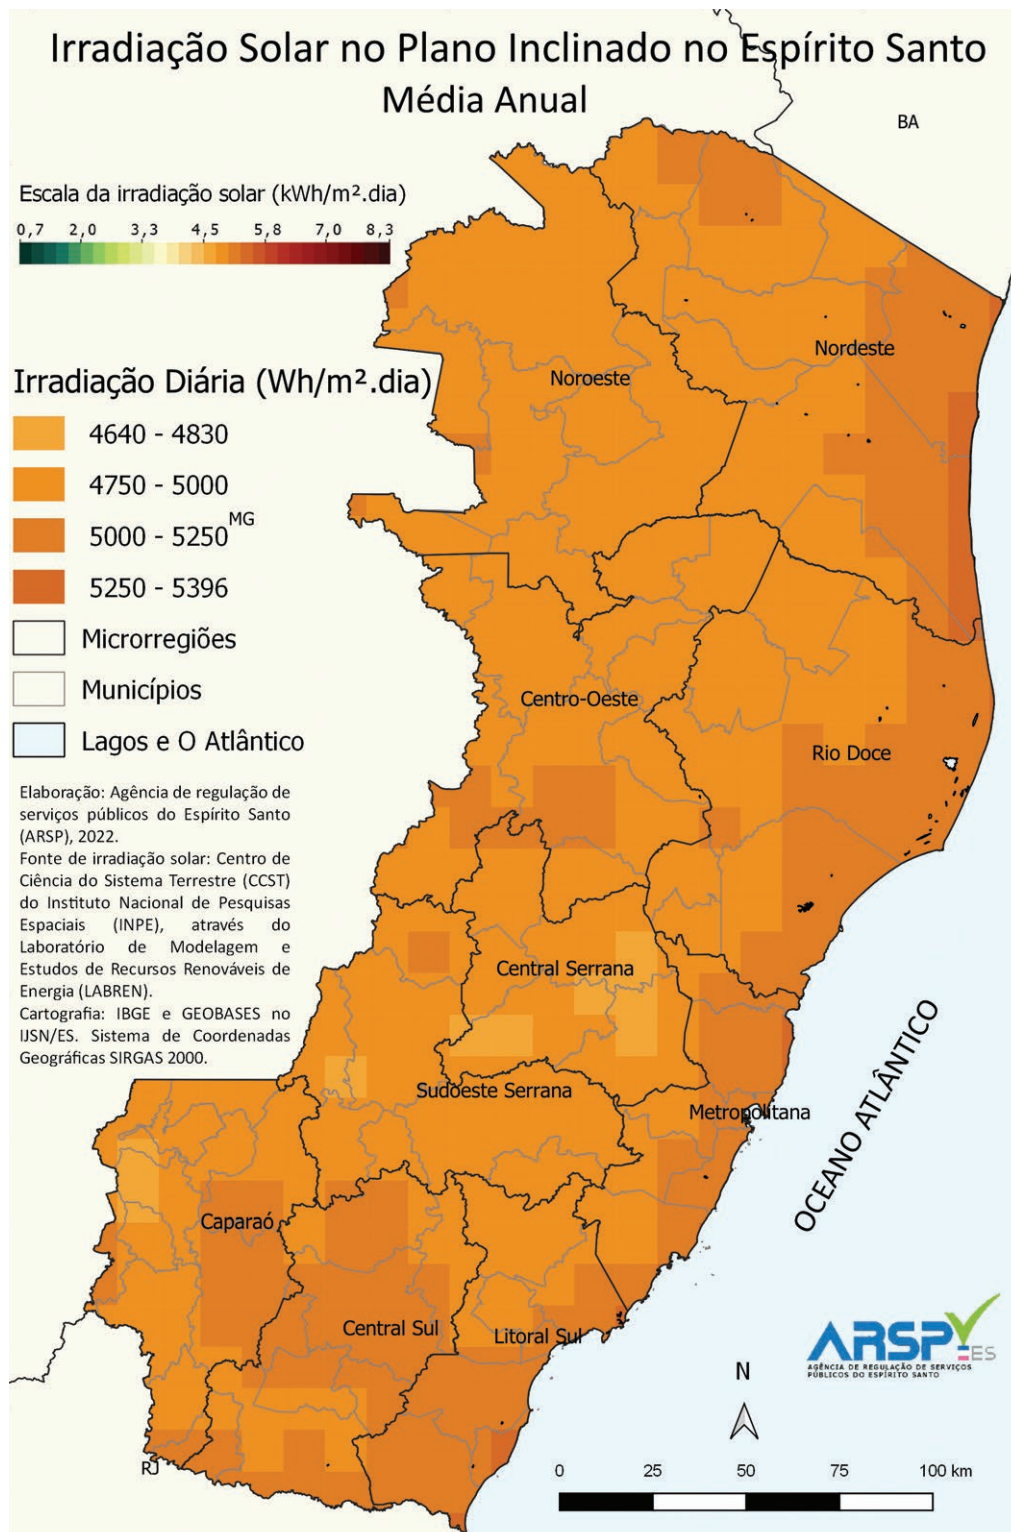 Irradiação Solar no Plano Inclinado no Espírito Santo
Média Anual
BA
Escala da irradiação solar (kWh/m².dia)
0,7 2,0 3,3 4,5 5,8 7,0 8,3
Nordeste
Noroeste
Irradiação Diária (Wh/m².dia)
4640 - 4830
4750 - 5000
5000 - 5250
MG
5250 - 5396
Microrregiões
Municípios
Lagos e O Atlântico
Centro-Oeste
Rio Doce
Elaboração: Agência de regulação de
serviços públicos do Espírito Santo
(ARSP), 2022.
Fonte de irradiação solar: Centro de
Ciência do Sistema Terrestre (CCST)
do Instituto Nacional de Pesquisas
Espaciais (INPE), através do
Laboratório de Modelagem e
Estudos de Recursos Renováveis de
Energia (LABREN).
Cartografia: IBGE e GEOBASES no
IJSN/ES. Sistema de Coordenadas
Geográficas SIRGAS 2000.
Central Serrana
Sudoeste Serrana
Metropolitana
OCEANO ATLÂNTICO
Caparaó
Central Sul
Litoral Sul
ARSP
ES
AGÊNCIA DE REGULAÇÃO DE SERVIÇOS
PÚBLICOS DO ESPÍRITO SANTO
N
RJ
0 25 50 75 100 km